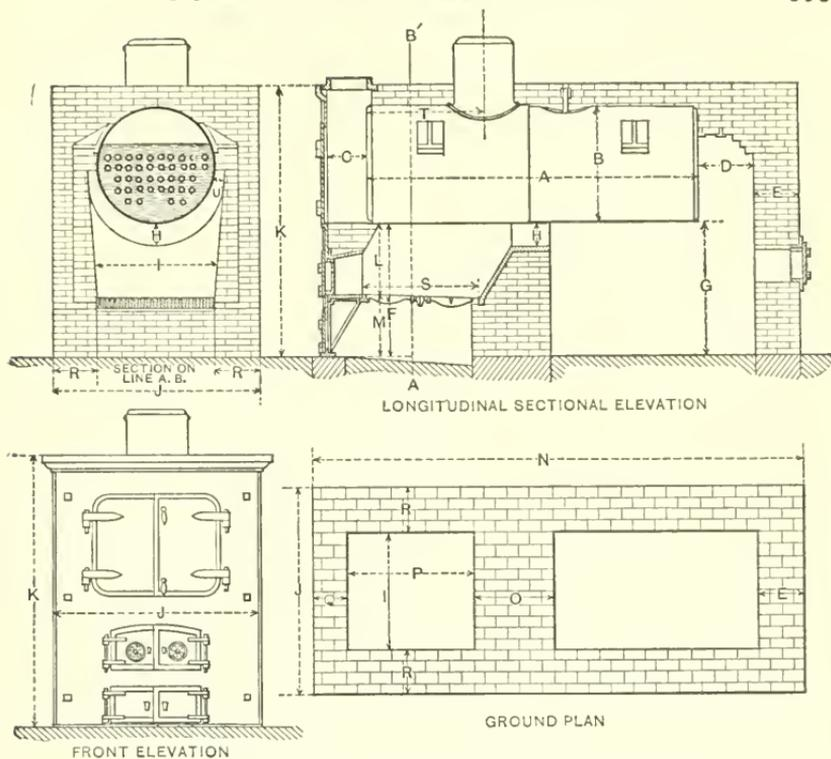 B′
T
C
A
B
D
E
K
U
H
I
H
L
S
G
M
F
R
SECTION ON
LINE A. B.
R
J
A
LONGITUDINAL SECTIONAL ELEVATION
N
R
K
J
J
Q
P
I
O
E
R
GROUND PLAN
FRONT ELEVATION